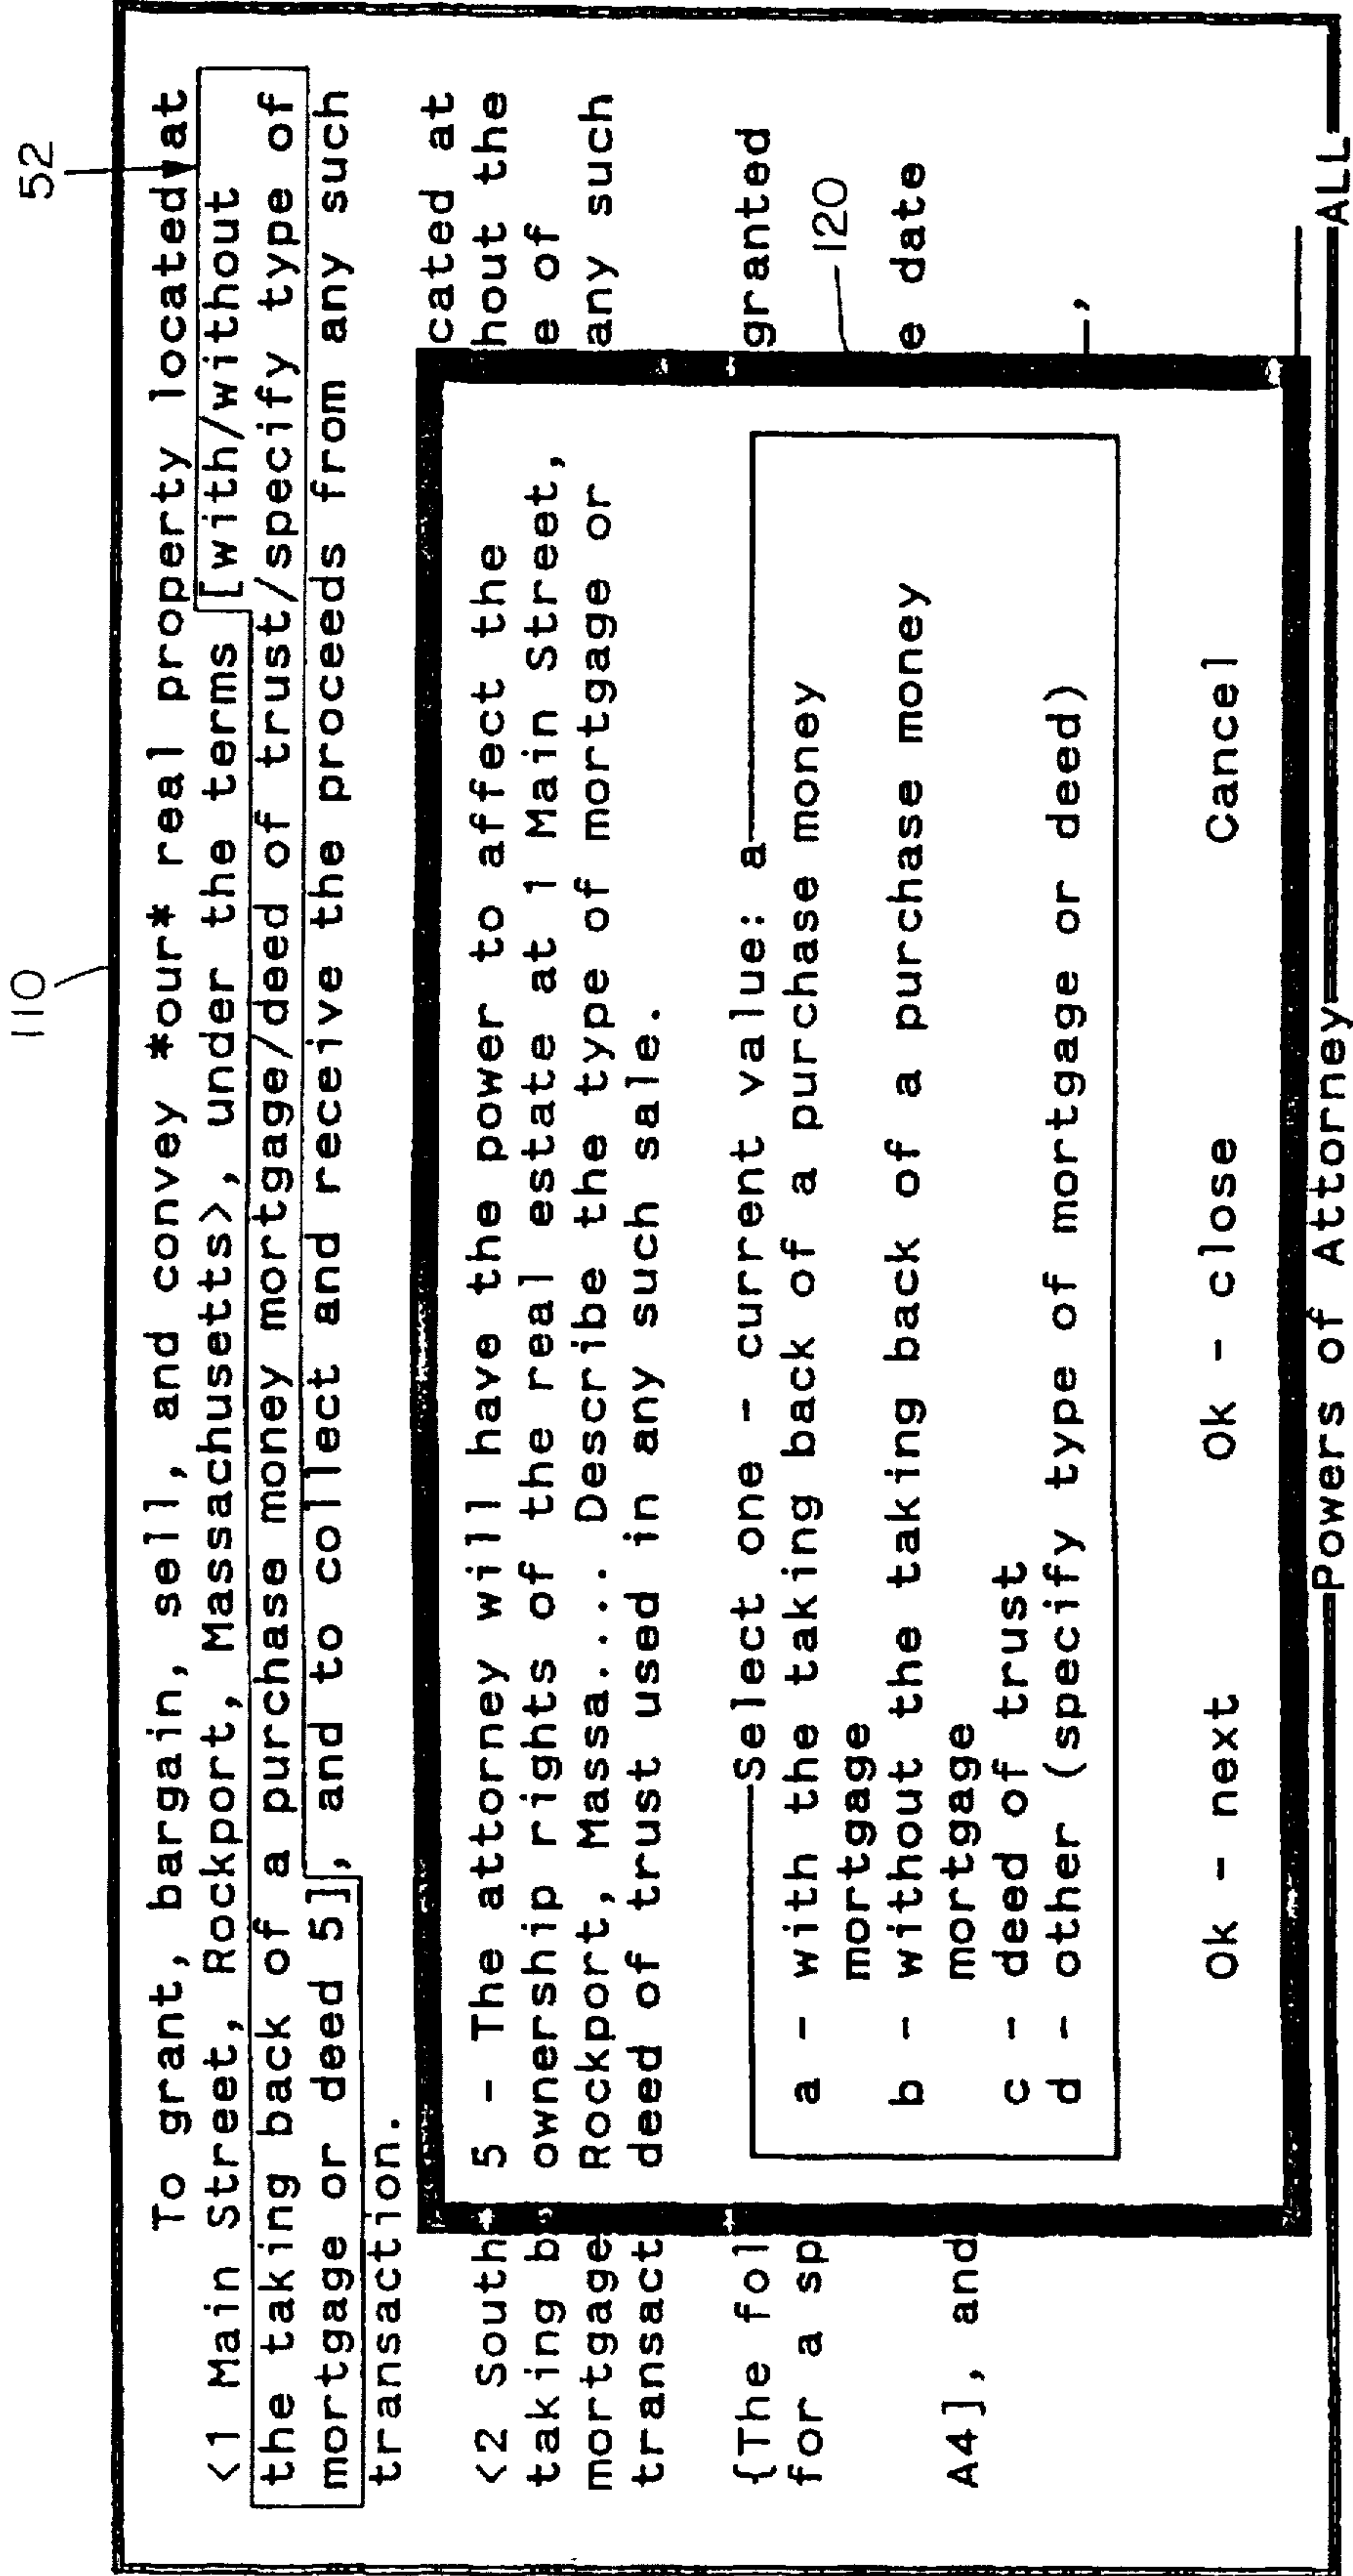 110
52
To grant, bargain, sell, and convey *our* real property located at
<1 Main Street, Rockport, Massachusetts>, under the terms [with/without
the taking back of a purchase money mortgage/deed of trust/specify type of
mortgage or deed 5], and to collect and receive the proceeds from any such
transaction.
<2 South
cated at
taking b
hout the
mortgage
e of
transact
any such
{The fol
granted
for a sp
A4], and
e date
,
5 - The attorney will have the power to affect the
ownership rights of the real estate at 1 Main Street,
Rockport, Massa... Describe the type of mortgage or
deed of trust used in any such sale.
Select one - current value: a
a - with the taking back of a purchase money
mortgage
b - without the taking back of a purchase money
mortgage
c - deed of trust
d - other (specify type of mortgage or deed)
Ok - next Ok - close Cancel
120
Powers of Attorney ALL